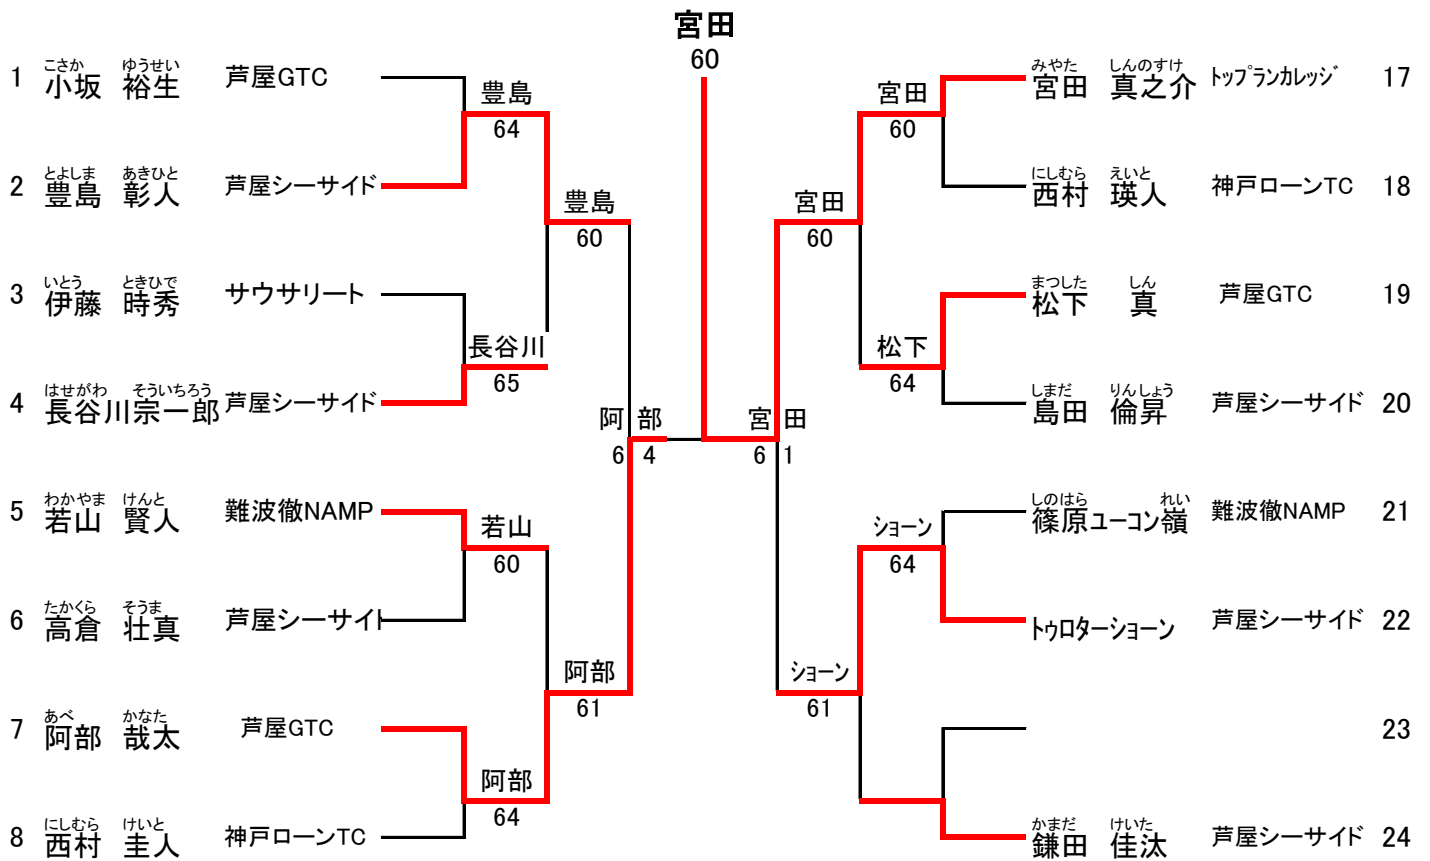 宮田
60
こさか ゆうせい
1 小坂 裕生 芦屋GTC
豊島
64
とよしま あきひと
2 豊島 彰人 芦屋シーサイド
豊島
60
いとう ときひで
3 伊藤 時秀 サウサリート
長谷川
65
はせがわ そういちろう
4 長谷川宗一郎 芦屋シーサイド
阿部
6 4
わかやま けんと
5 若山 賢人 難波徹NAMP
若山
60
たかくら そうま
6 高倉 壮真 芦屋シーサイ
阿部
61
あべ かなた
7 阿部 哉太 芦屋GTC
阿部
64
にしむら けいと
8 西村 圭人 神戸ローンTC
みやた しんのすけ
宮田 真之介 トップランカレッジ 17
宮田
60
にしむら えいと
西村 瑛人 神戸ローンTC 18
宮田
60
まつした しん
松下 真 芦屋GTC 19
松下
64
しまだ りんしょう
島田 倫昇 芦屋シーサイド 20
宮田
6 1
しのはら れい
篠原ユーコン嶺 難波徹NAMP 21
ショーン
64
トゥロターショーン 芦屋シーサイド 22
ショーン
61
23
かまだ けいた
鎌田 佳汰 芦屋シーサイド 24